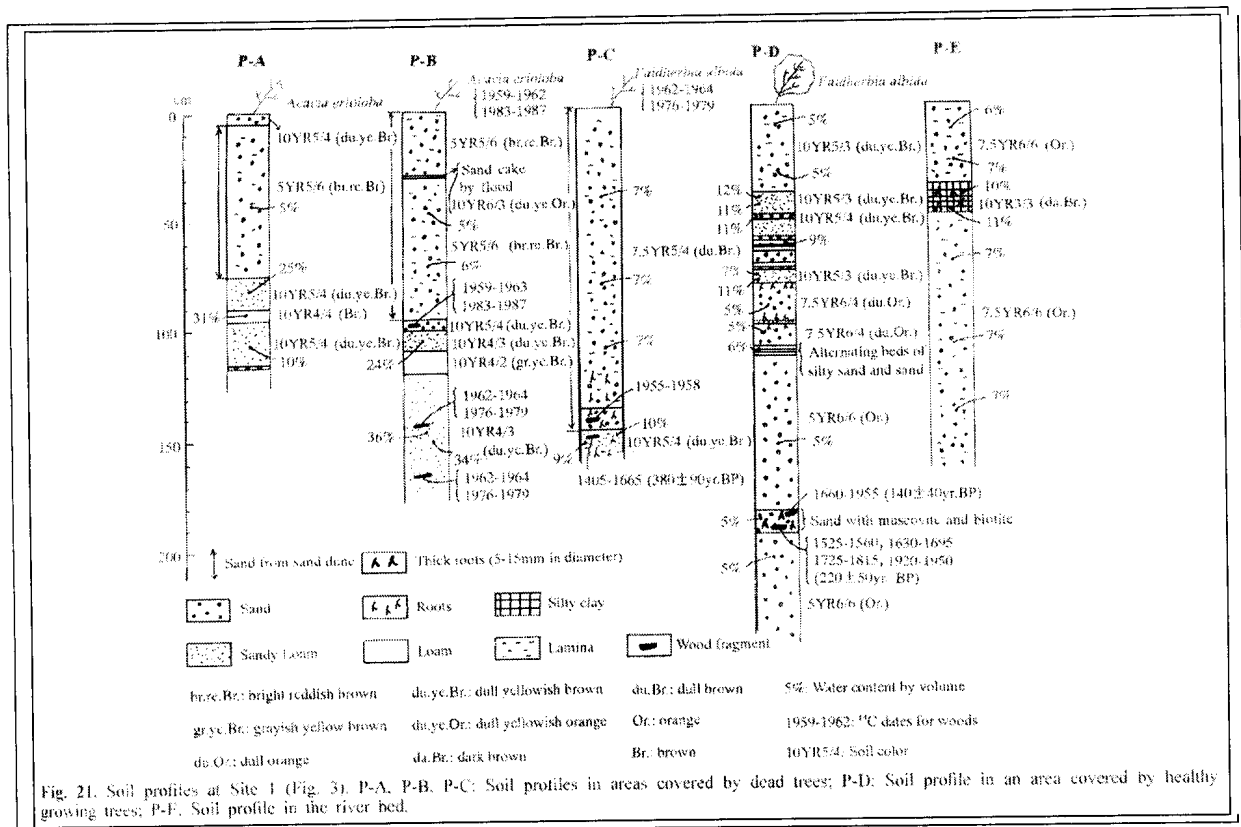 P-A
P-B
P-C
P-D
P-E
cm
0
50
100
150
200
Acacia erioloba
10YR5/4 (du.ye.Br)
5YR5/6 (br.re.Br)
5%
25%
10YR5/4 (du.ye.Br.)
31%
10YR4/4 (Br.)
10YR5/4 (du.ye.Br.)
10%
Acacia erioloba
1959-1962
1983-1987
5YR5/6 (br.re.Br.)
Sand cake
by flood
10YR6/3 (du.ye.Or.)
5%
5YR5/6 (br.re.Br.)
6%
1959-1963
1983-1987
10YR5/4 (du.ye.Br.)
10YR4/3 (du.ye.Br.)
24%
10YR4/2 (gr.ye.Br.)
1962-1964
1976-1979
36%
10YR4/3
(du.ye.Br.)
34%
1962-1964
1976-1979
Faidherbia albida
1962-1964
1976-1979
7%
7.5YR5/4 (du.Br.)
7%
7%
1955-1958
10%
10YR5/4 (du.ye.Br.)
9%
1405-1665 (380±90yr.BP)
Faidherbia albida
5%
10YR5/3 (du.ye.Br.)
5%
12%
10YR5/3 (du.ye.Br.)
11%
10YR5/4 (du.ye.Br.)
11%
9%
7%
10YR5/3 (du.ye.Br.)
11%
7.5YR6/4 (du.Or.)
5%
5%
7.5YR6/4 (du.Or.)
6%
Alternating beds of
silty sand and sand
5YR6/6 (Or.)
5%
1660-1955 (140±40yr.BP)
5%
Sand with muscovite and biotite
1525-1560, 1630-1695
1725-1815, 1920-1950
(220±50yr. BP)
5%
5YR6/6 (Or.)
6%
7.5YR6/6 (Or.)
7%
10%
10YR3/3 (da.Br.)
11%
7%
7.5YR6/6 (Or.)
7%
7%
Sand from sand dune
Thick roots (5-15mm in diameter)
Sand
Roots
Silty clay
Sandy Loam
Loam
Lamina
Wood fragment
br.re.Br.: bright reddish brown
du.ye.Br.: dull yellowish brown
du.Br.: dull brown
5%: Water content by volume
gr.ye.Br.: grayish yellow brown
du.ye.Or.: dull yellowish orange
Or.: orange
1959-1962: ¹⁴C dates for woods
du.Or.: dull orange
da.Br.: dark brown
Br.: brown
10YR5/4: Soil color
Fig. 21. Soil profiles at Site 1 (Fig. 3). P-A, P-B, P-C: Soil profiles in areas covered by dead trees; P-D: Soil profile in an area covered by healthy
growing trees; P-E. Soil profile in the river bed.